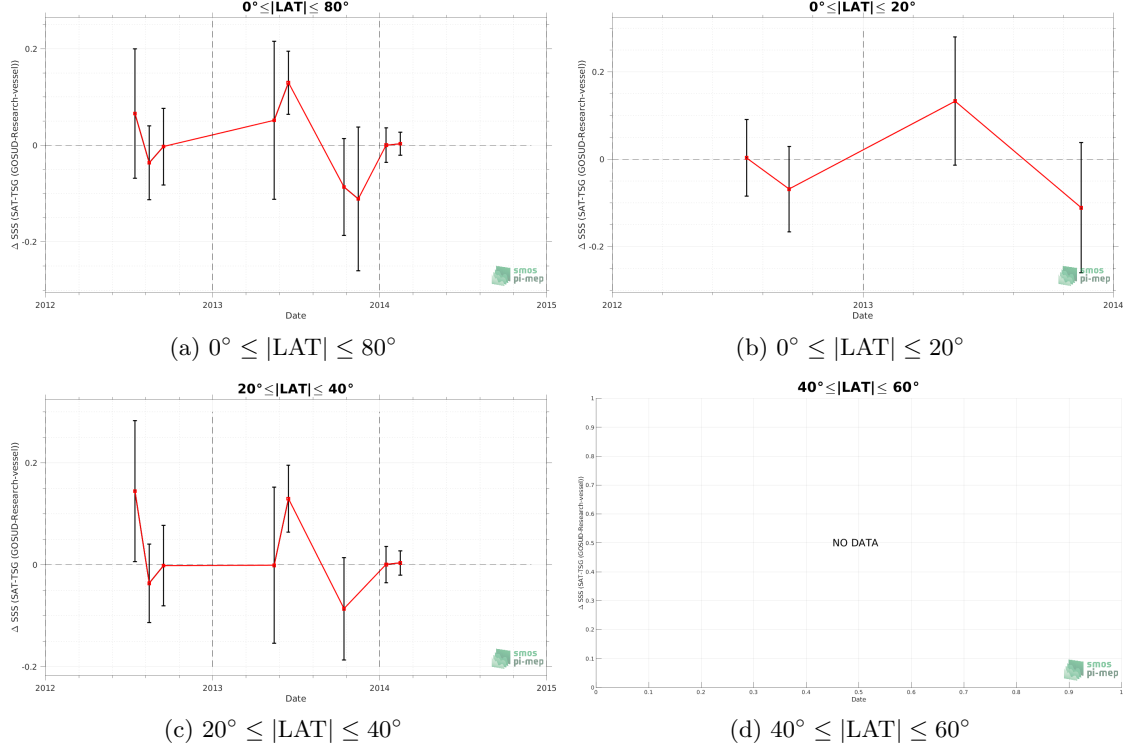 0°≤|LAT|≤ 80°
Δ SSS (SAT-TSG (GOSUD-Research-vessel))
0.2
0
-0.2
2012
2013
2014
2015
Date
smos
pi-mep
(a) 0° ≤ |LAT| ≤ 80°
0°≤|LAT|≤ 20°
Δ SSS (SAT-TSG (GOSUD-Research-vessel))
0.2
0
-0.2
2012
2013
2014
Date
smos
pi-mep
(b) 0° ≤ |LAT| ≤ 20°
20°≤|LAT|≤ 40°
Δ SSS (SAT-TSG (GOSUD-Research-vessel))
0.2
0
-0.2
2012
2013
2014
2015
Date
smos
pi-mep
(c) 20° ≤ |LAT| ≤ 40°
40°≤|LAT|≤ 60°
Δ SSS (SAT-TSG (GOSUD-Research-vessel))
1
0.9
0.8
0.7
0.6
0.5
0.4
0.3
0.2
0.1
0
NO DATA
0
0.1
0.2
0.3
0.4
0.5
0.6
0.7
0.8
0.9
1
Date
smos
pi-mep
(d) 40° ≤ |LAT| ≤ 60°